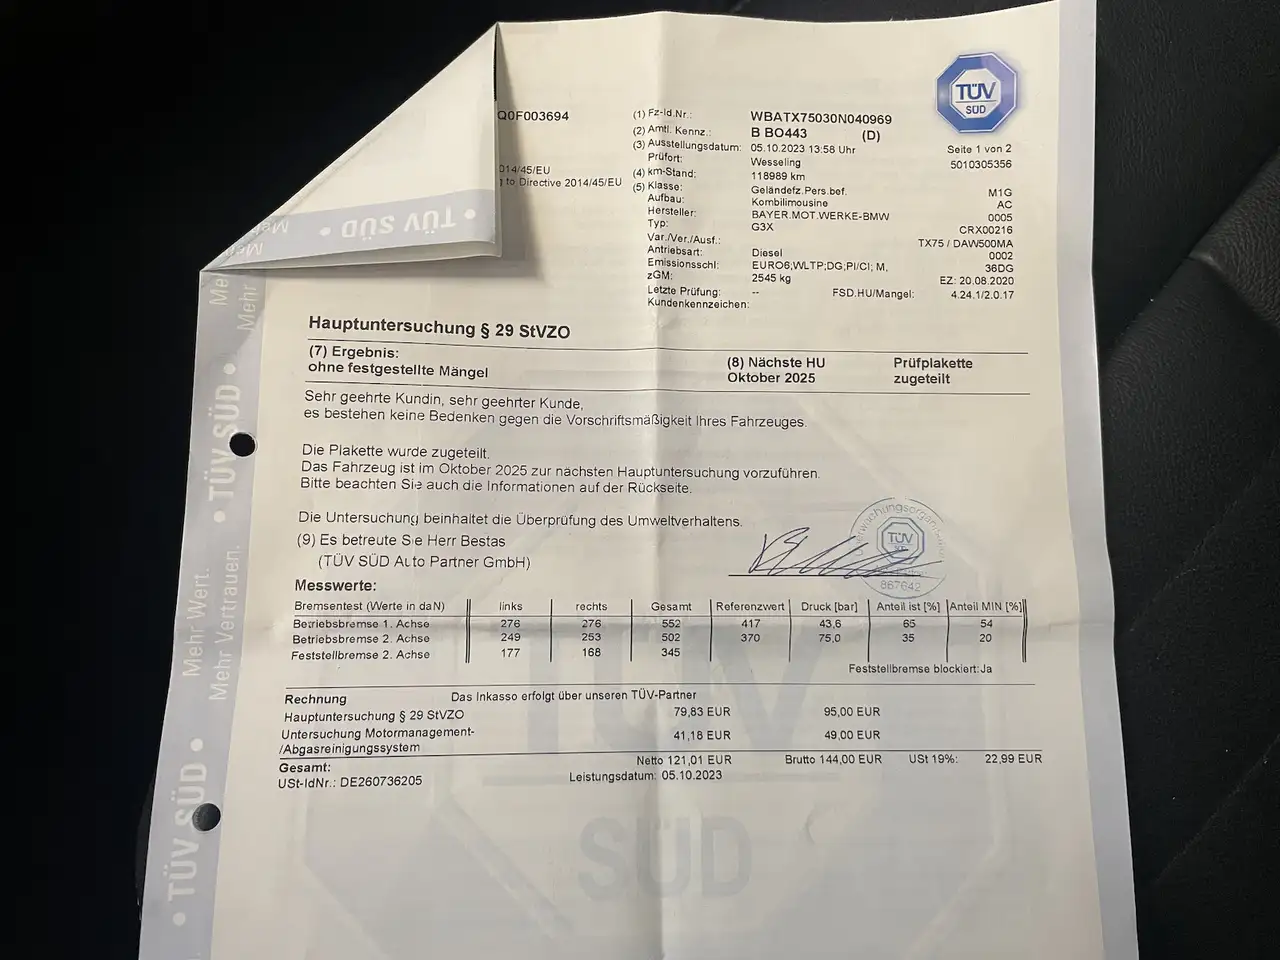 TÜV
SÜD
Q0F003694
014/45/EU
to Directive 2014/45/EU
(1) Fz-Id.Nr.: WBATX75030N040969
(2) Amtl. Kennz.: B BO443 (D)
(3) Ausstellungsdatum: 05.10.2023 13:58 Uhr Seite 1 von 2
Prüfort: Wesseling 5010305356
(4) km-Stand: 118989 km
(5) Klasse: Geländefz.Pers.bef. M1G
Aufbau: Kombilimousine AC
Hersteller: BAYER.MOT.WERKE-BMW 0005
Typ: G3X CRX00216
Var./Ver./Ausf.: TX75 / DAW500MA
Antriebsart: Diesel 0002
Emissionsschl: EURO6;WLTP;DG;PI/CI; M, 36DG
zGM: 2545 kg EZ: 20.08.2020
Letzte Prüfung: -- FSD.HU/Mangel: 4.24.1/2.0.17
Kundenkennzeichen:
Hauptuntersuchung § 29 StVZO
(7) Ergebnis: (8) Nächste HU Prüfplakette
ohne festgestellte Mängel Oktober 2025 zugeteilt
Sehr geehrte Kundin, sehr geehrter Kunde,
es bestehen keine Bedenken gegen die Vorschriftsmäßigkeit Ihres Fahrzeuges.
Die Plakette wurde zugeteilt.
Das Fahrzeug ist im Oktober 2025 zur nächsten Hauptuntersuchung vorzuführen.
Bitte beachten Sie auch die Informationen auf der Rückseite.
Die Untersuchung beinhaltet die Überprüfung des Umweltverhaltens.
(9) Es betreute Sie Herr Bestas
(TÜV SÜD Auto Partner GmbH)
TÜV
867642
Messwerte:
Bremsentest (Werte in daN) links rechts Gesamt Referenzwert Druck [bar] Anteil ist [%] Anteil MIN [%]
Betriebsbremse 1. Achse 276 276 552 417 43,6 65 54
Betriebsbremse 2. Achse 249 253 502 370 75,0 35 20
Feststellbremse 2. Achse 177 168 345
Feststellbremse blockiert:Ja
Rechnung Das Inkasso erfolgt über unseren TÜV-Partner
Hauptuntersuchung § 29 StVZO 79,83 EUR 95,00 EUR
Untersuchung Motormanagement- 41,18 EUR 49,00 EUR
/Abgasreinigungssystem
Gesamt: Netto 121,01 EUR Brutto 144,00 EUR USt 19%: 22,99 EUR
USt-IdNr.: DE260736205 Leistungsdatum: 05.10.2023
TÜV
SÜD
• TÜV SÜD •
Mehr Wert.
Mehr Vertrauen.
• TÜV SÜD •
Mehr
• TÜV SÜD •